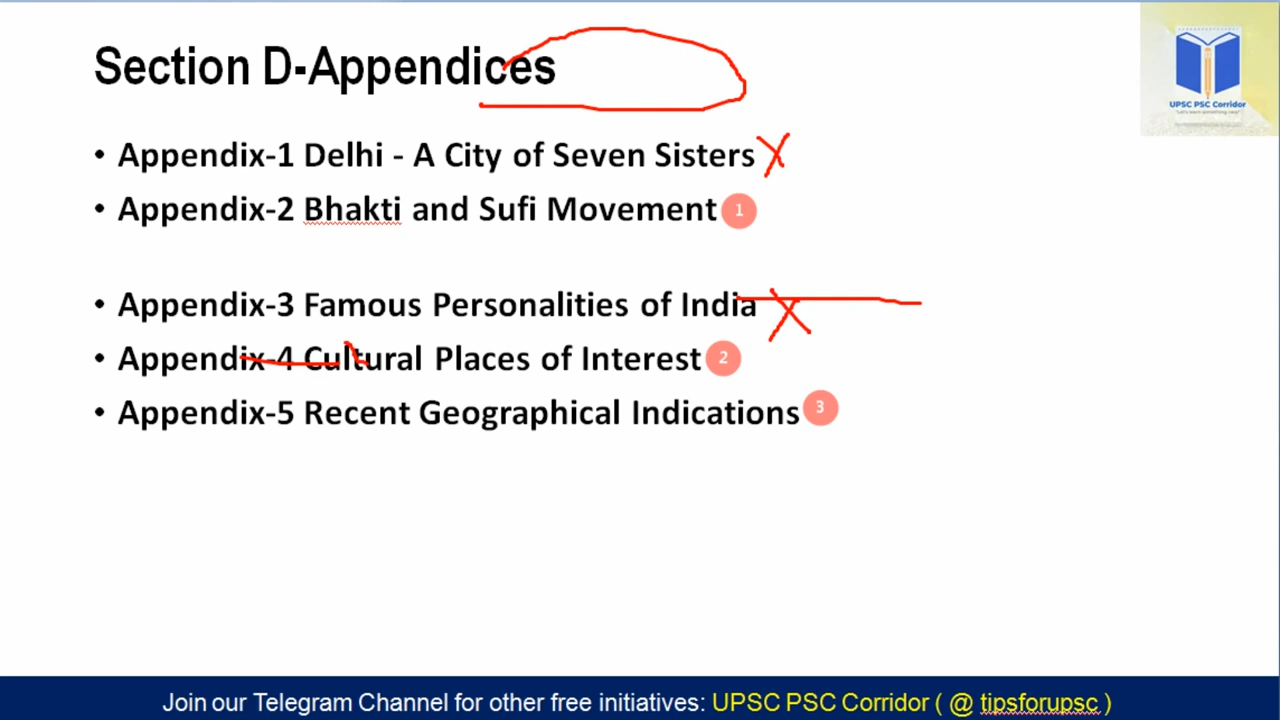 Section D-Appendices
UPSC PSC Corridor
• Appendix-1 Delhi - A City of Seven Sisters
• Appendix-2 Bhakti and Sufi Movement 1
• Appendix-3 Famous Personalities of India
• Appendix-4 Cultural Places of Interest 2
• Appendix-5 Recent Geographical Indications 3
Join our Telegram Channel for other free initiatives: UPSC PSC Corridor ( @ tipsforupsc )